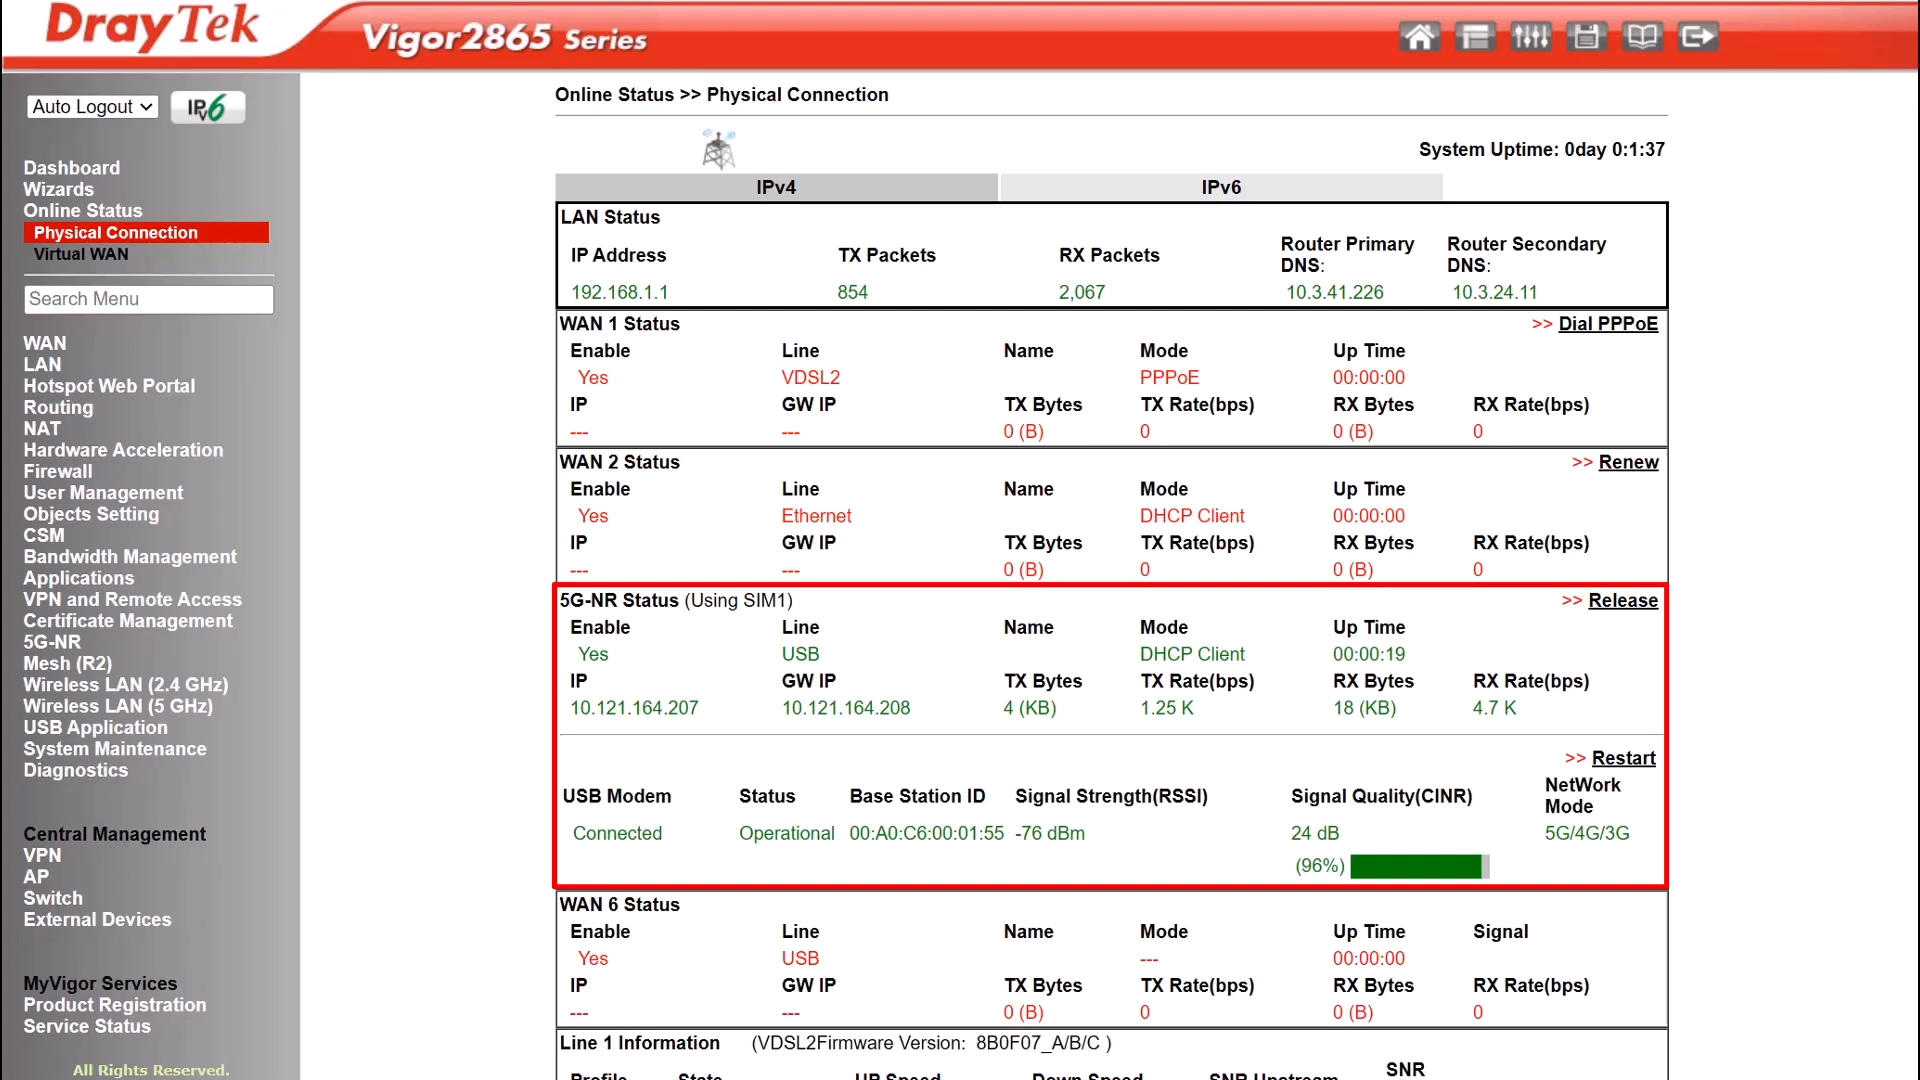 DrayTek
Vigor2865 Series
Auto Logout
IPv6
Dashboard
Wizards
Online Status
Physical Connection
Virtual WAN
Search Menu
WAN
LAN
Hotspot Web Portal
Routing
NAT
Hardware Acceleration
Firewall
User Management
Objects Setting
CSM
Bandwidth Management
Applications
VPN and Remote Access
Certificate Management
5G-NR
Mesh (R2)
Wireless LAN (2.4 GHz)
Wireless LAN (5 GHz)
USB Application
System Maintenance
Diagnostics
Central Management
VPN
AP
Switch
External Devices
MyVigor Services
Product Registration
Service Status
All Rights Reserved.
Online Status >> Physical Connection
System Uptime: 0day 0:1:37
IPv4 IPv6
LAN Status
IP Address TX Packets RX Packets Router Primary DNS: Router Secondary DNS:
192.168.1.1 854 2,067 10.3.41.226 10.3.24.11
WAN 1 Status >> Dial PPPoE
Enable Line Name Mode Up Time
Yes VDSL2 PPPoE 00:00:00
IP GW IP TX Bytes TX Rate(bps) RX Bytes RX Rate(bps)
--- --- 0 (B) 0 0 (B) 0
WAN 2 Status >> Renew
Enable Line Name Mode Up Time
Yes Ethernet DHCP Client 00:00:00
IP GW IP TX Bytes TX Rate(bps) RX Bytes RX Rate(bps)
--- --- 0 (B) 0 0 (B) 0
5G-NR Status (Using SIM1) >> Release
Enable Line Name Mode Up Time
Yes USB DHCP Client 00:00:19
IP GW IP TX Bytes TX Rate(bps) RX Bytes RX Rate(bps)
10.121.164.207 10.121.164.208 4 (KB) 1.25 K 18 (KB) 4.7 K
>> Restart
USB Modem Status Base Station ID Signal Strength(RSSI) Signal Quality(CINR) NetWork Mode
Connected Operational 00:A0:C6:00:01:55 -76 dBm 24 dB 5G/4G/3G
(96%)
WAN 6 Status
Enable Line Name Mode Up Time Signal
Yes USB --- 00:00:00
IP GW IP TX Bytes TX Rate(bps) RX Bytes RX Rate(bps)
--- --- 0 (B) 0 0 (B) 0
Line 1 Information (VDSL2Firmware Version: 8B0F07_A/B/C )
Profile State UP Speed Down Speed SNR Upstream SNR